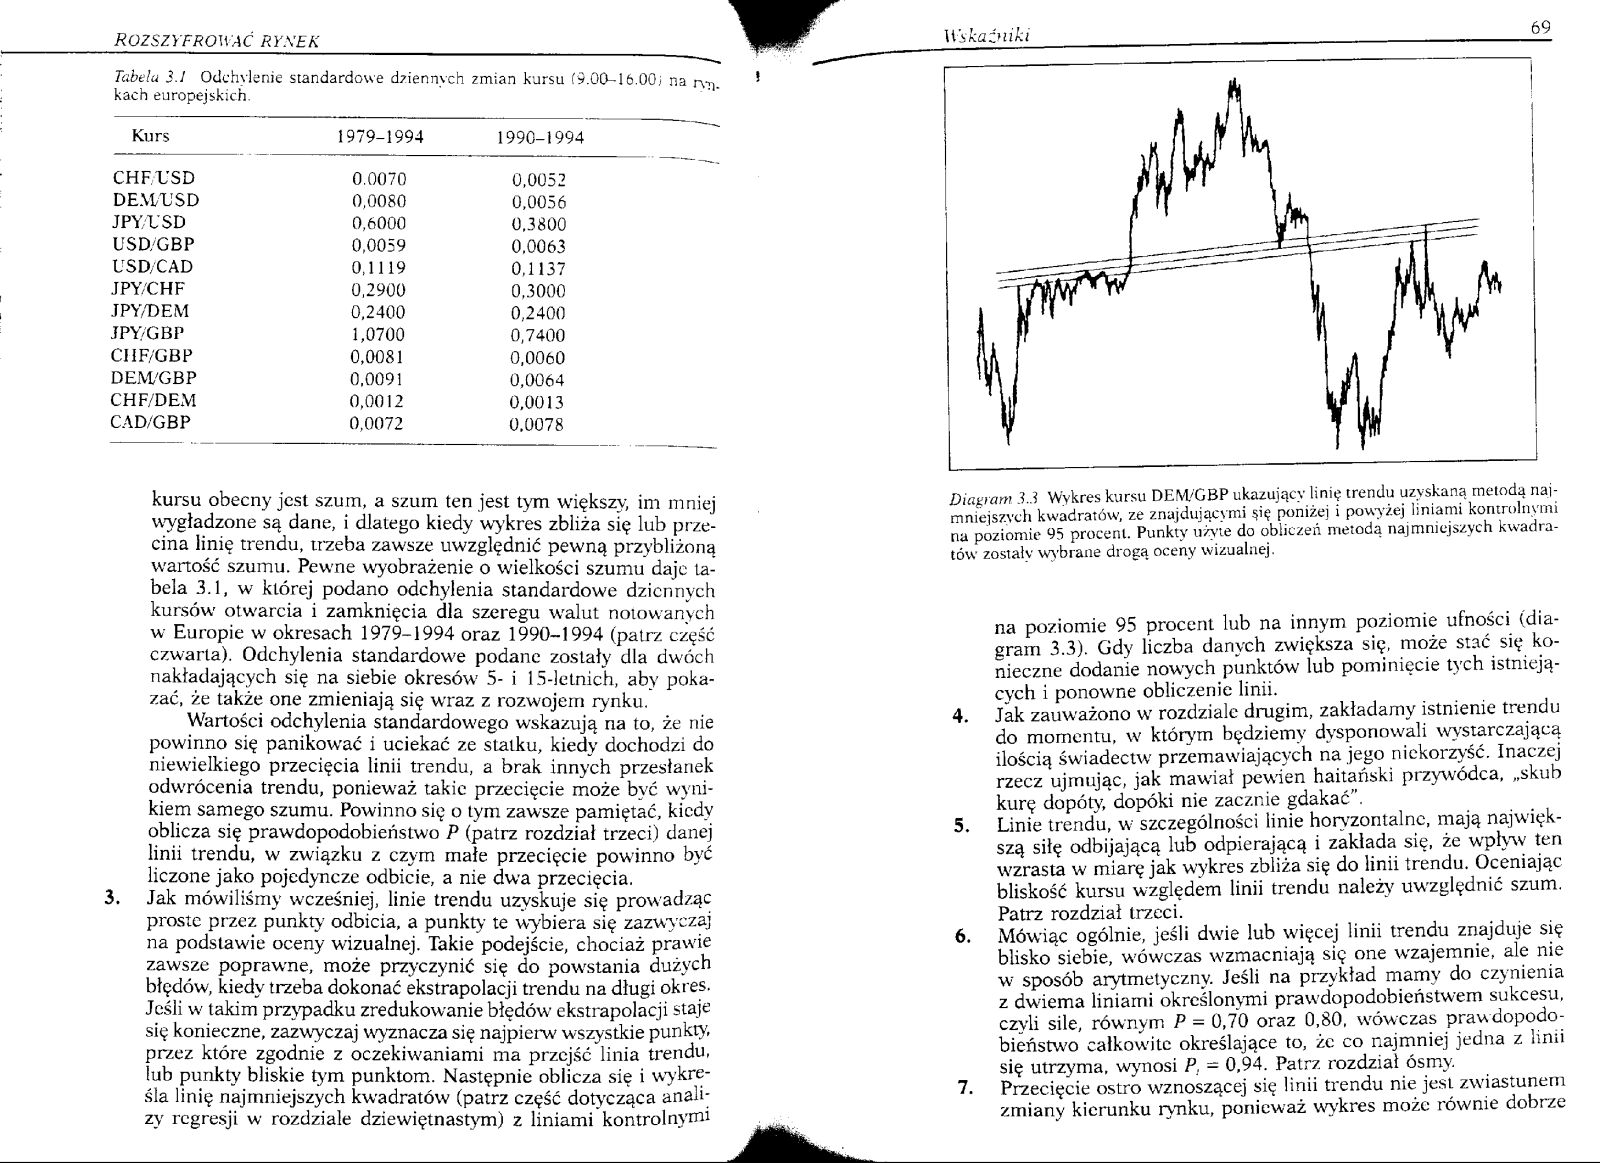 ROZSZYFROWAĆ RYNEK
Tabela 3.1 Odchylenie standardowe dziennych zmian kursu (9.00–16.00) na ryn-
kach europejskich.
Kurs 1979–1994 1990–1994
CHF/USD 0.0070 0,0052
DEM/USD 0,0080 0,0056
JPY/USD 0,6000 0,3800
USD/GBP 0,0059 0,0063
USD/CAD 0,1119 0,1137
JPY/CHF 0,2900 0,3000
JPY/DEM 0,2400 0,2400
JPY/GBP 1,0700 0,7400
CHF/GBP 0,0081 0,0060
DEM/GBP 0,0091 0,0064
CHF/DEM 0,0012 0,0013
CAD/GBP 0,0072 0,0078
kursu obecny jest szum, a szum ten jest tym większy, im mniej
wygładzone są dane, i dlatego kiedy wykres zbliża się lub prze-
cina linię trendu, trzeba zawsze uwzględnić pewną przybliżoną
wartość szumu. Pewne wyobrażenie o wielkości szumu daje ta-
bela 3.1, w której podano odchylenia standardowe dziennych
kursów otwarcia i zamknięcia dla szeregu walut notowanych
w Europie w okresach 1979–1994 oraz 1990–1994 (patrz część
czwarta). Odchylenia standardowe podane zostały dla dwóch
nakładających się na siebie okresów 5- i 15-letnich, aby poka-
zać, że także one zmieniają się wraz z rozwojem rynku.
Wartości odchylenia standardowego wskazują na to, że nie
powinno się panikować i uciekać ze statku, kiedy dochodzi do
niewielkiego przecięcia linii trendu, a brak innych przesłanek
odwrócenia trendu, ponieważ takie przecięcie może być wyni-
kiem samego szumu. Powinno się o tym zawsze pamiętać, kiedy
oblicza się prawdopodobieństwo P (patrz rozdział trzeci) danej
linii trendu, w związku z czym małe przecięcie powinno być
liczone jako pojedyncze odbicie, a nie dwa przecięcia.
3. Jak mówiliśmy wcześniej, linie trendu uzyskuje się prowadząc
proste przez punkty odbicia, a punkty te wybiera się zazwyczaj
na podstawie oceny wizualnej. Takie podejście, chociaż prawie
zawsze poprawne, może przyczynić się do powstania dużych
błędów, kiedy trzeba dokonać ekstrapolacji trendu na długi okres.
Jeśli w takim przypadku zredukowanie błędów ekstrapolacji staje
się konieczne, zazwyczaj wyznacza się najpierw wszystkie punkty,
przez które zgodnie z oczekiwaniami ma przejść linia trendu,
lub punkty bliskie tym punktom. Następnie oblicza się i wykre-
śla linię najmniejszych kwadratów (patrz część dotycząca anali-
zy regresji w rozdziale dziewiętnastym) z liniami kontrolnymi
Wskaźniki 69
Diagram 3.3 Wykres kursu DEM/GBP ukazujący linię trendu uzyskaną metodą naj-
mniejszych kwadratów, ze znajdującymi się poniżej i powyżej liniami kontrolnymi
na poziomie 95 procent. Punkty użyte do obliczeń metodą najmniejszych kwadra-
tów zostały wybrane drogą oceny wizualnej.
na poziomie 95 procent lub na innym poziomie ufności (dia-
gram 3.3). Gdy liczba danych zwiększa się, może stać się ko-
nieczne dodanie nowych punktów lub pominięcie tych istnieją-
cych i ponowne obliczenie linii.
4. Jak zauważono w rozdziale drugim, zakładamy istnienie trendu
do momentu, w którym będziemy dysponowali wystarczającą
ilością świadectw przemawiających na jego niekorzyść. Inaczej
rzecz ujmując, jak mawiał pewien haitański przywódca, „skub
kurę dopóty, dopóki nie zacznie gdakać”.
5. Linie trendu, w szczególności linie horyzontalne, mają najwięk-
szą siłę odbijającą lub odpierającą i zakłada się, że wpływ ten
wzrasta w miarę jak wykres zbliża się do linii trendu. Oceniając
bliskość kursu względem linii trendu należy uwzględnić szum.
Patrz rozdział trzeci.
6. Mówiąc ogólnie, jeśli dwie lub więcej linii trendu znajduje się
blisko siebie, wówczas wzmacniają się one wzajemnie, ale nie
w sposób arytmetyczny. Jeśli na przykład mamy do czynienia
z dwiema liniami określonymi prawdopodobieństwem sukcesu,
czyli sile, równym P = 0,70 oraz 0,80, wówczas prawdopodo-
bieństwo całkowite określające to, że co najmniej jedna z linii
się utrzyma, wynosi P, = 0,94. Patrz rozdział ósmy.
7. Przecięcie ostro wznoszącej się linii trendu nie jest zwiastunem
zmiany kierunku rynku, ponieważ wykres może równie dobrze